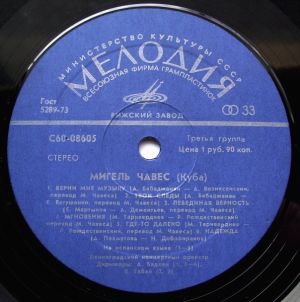 МИНИСТЕРСТВО КУЛЬТУРЫ СССР
МЕЛОДИЯ
ВСЕСОЮЗНАЯ ФИРМА ГРАМПЛАСТИНОК
Гост
5289-73
33
РИЖСКИЙ ЗАВОД
С60-08605
Третья группа
СТЕРЕО
Цена 1 руб. 90 коп.
МИГЕЛЬ ЧАВЕС (Куба)
1. ВЕРНИ МНЕ МУЗЫКУ (А. Бабаджанян — А. Вознесенский,
перевод М. Чавеса) 2. ТВОИ СЛЕДЫ (А. Бабаджанян —
Е. Евтушенко, перевод М. Чавеса) 3. ЛЕБЕДИНАЯ ВЕРНОСТЬ
(Е. Мартынов — А. Дементьев, перевод М. Чавеса)
4. МГНОВЕНИЯ (М. Таривердиев — Р. Рождественский,
перевод М. Чавеса) 5. ГДЕ-ТО ДАЛЕКО (М. Таривердиев —
Р. Рождественский, перевод М. Чавеса) 6. НАДЕЖДА
(А. Пахмутова — Н. Добронравов)
На испанском языке (1—5)
Ленинградский концертный оркестр
Дирижеры: А. Бадхен